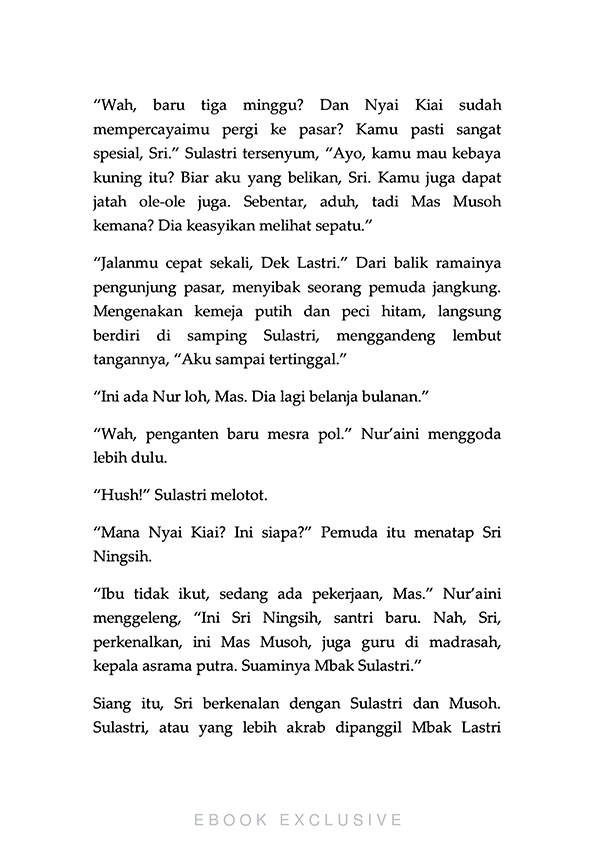 “Wah, baru tiga minggu? Dan Nyai Kiai sudah
mempercayaimu pergi ke pasar? Kamu pasti sangat
spesial, Sri.” Sulastri tersenyum, “Ayo, kamu mau kebaya
kuning itu? Biar aku yang belikan, Sri. Kamu juga dapat
jatah ole-ole juga. Sebentar, aduh, tadi Mas Musoh
kemana? Dia keasyikan melihat sepatu.”
“Jalanmu cepat sekali, Dek Lastri.” Dari balik ramainya
pengunjung pasar, menyibak seorang pemuda jangkung.
Mengenakan kemeja putih dan peci hitam, langsung
berdiri di samping Sulastri, menggandeng lembut
tangannya, “Aku sampai tertinggal.”
“Ini ada Nur loh, Mas. Dia lagi belanja bulanan.”
“Wah, penganten baru mesra pol.” Nur’aini menggoda
lebih dulu.
“Hush!” Sulastri melotot.
“Mana Nyai Kiai? Ini siapa?” Pemuda itu menatap Sri
Ningsih.
“Ibu tidak ikut, sedang ada pekerjaan, Mas.” Nur’aini
menggeleng, “Ini Sri Ningsih, santri baru. Nah, Sri,
perkenalkan, ini Mas Musoh, juga guru di madrasah,
kepala asrama putra. Suaminya Mbak Sulastri.”
Siang itu, Sri berkenalan dengan Sulastri dan Musoh.
Sulastri, atau yang lebih akrab dipanggil Mbak Lastri
EBOOK EXCLUSIVE